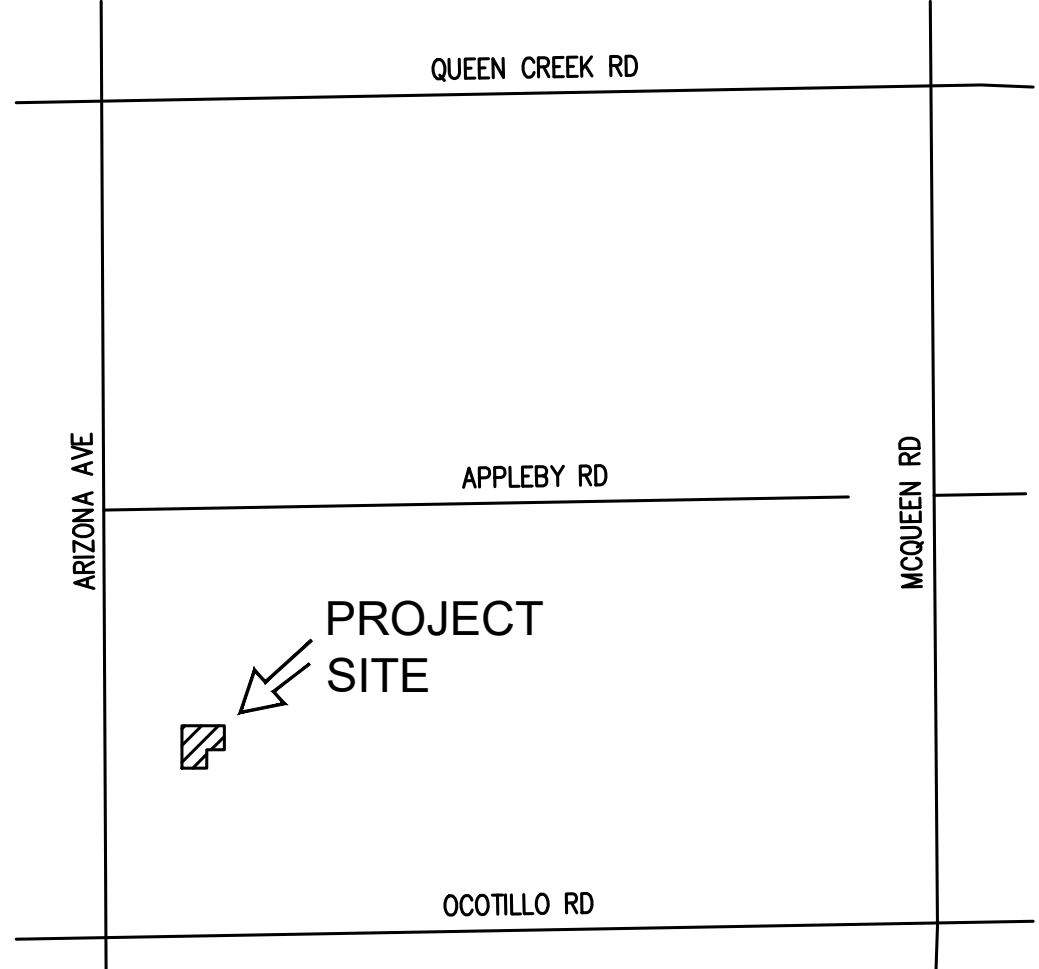 QUEEN CREEK RD
ARIZONA AVE
APPLEBY RD
MCQUEEN RD
PROJECT
SITE
OCOTILLO RD